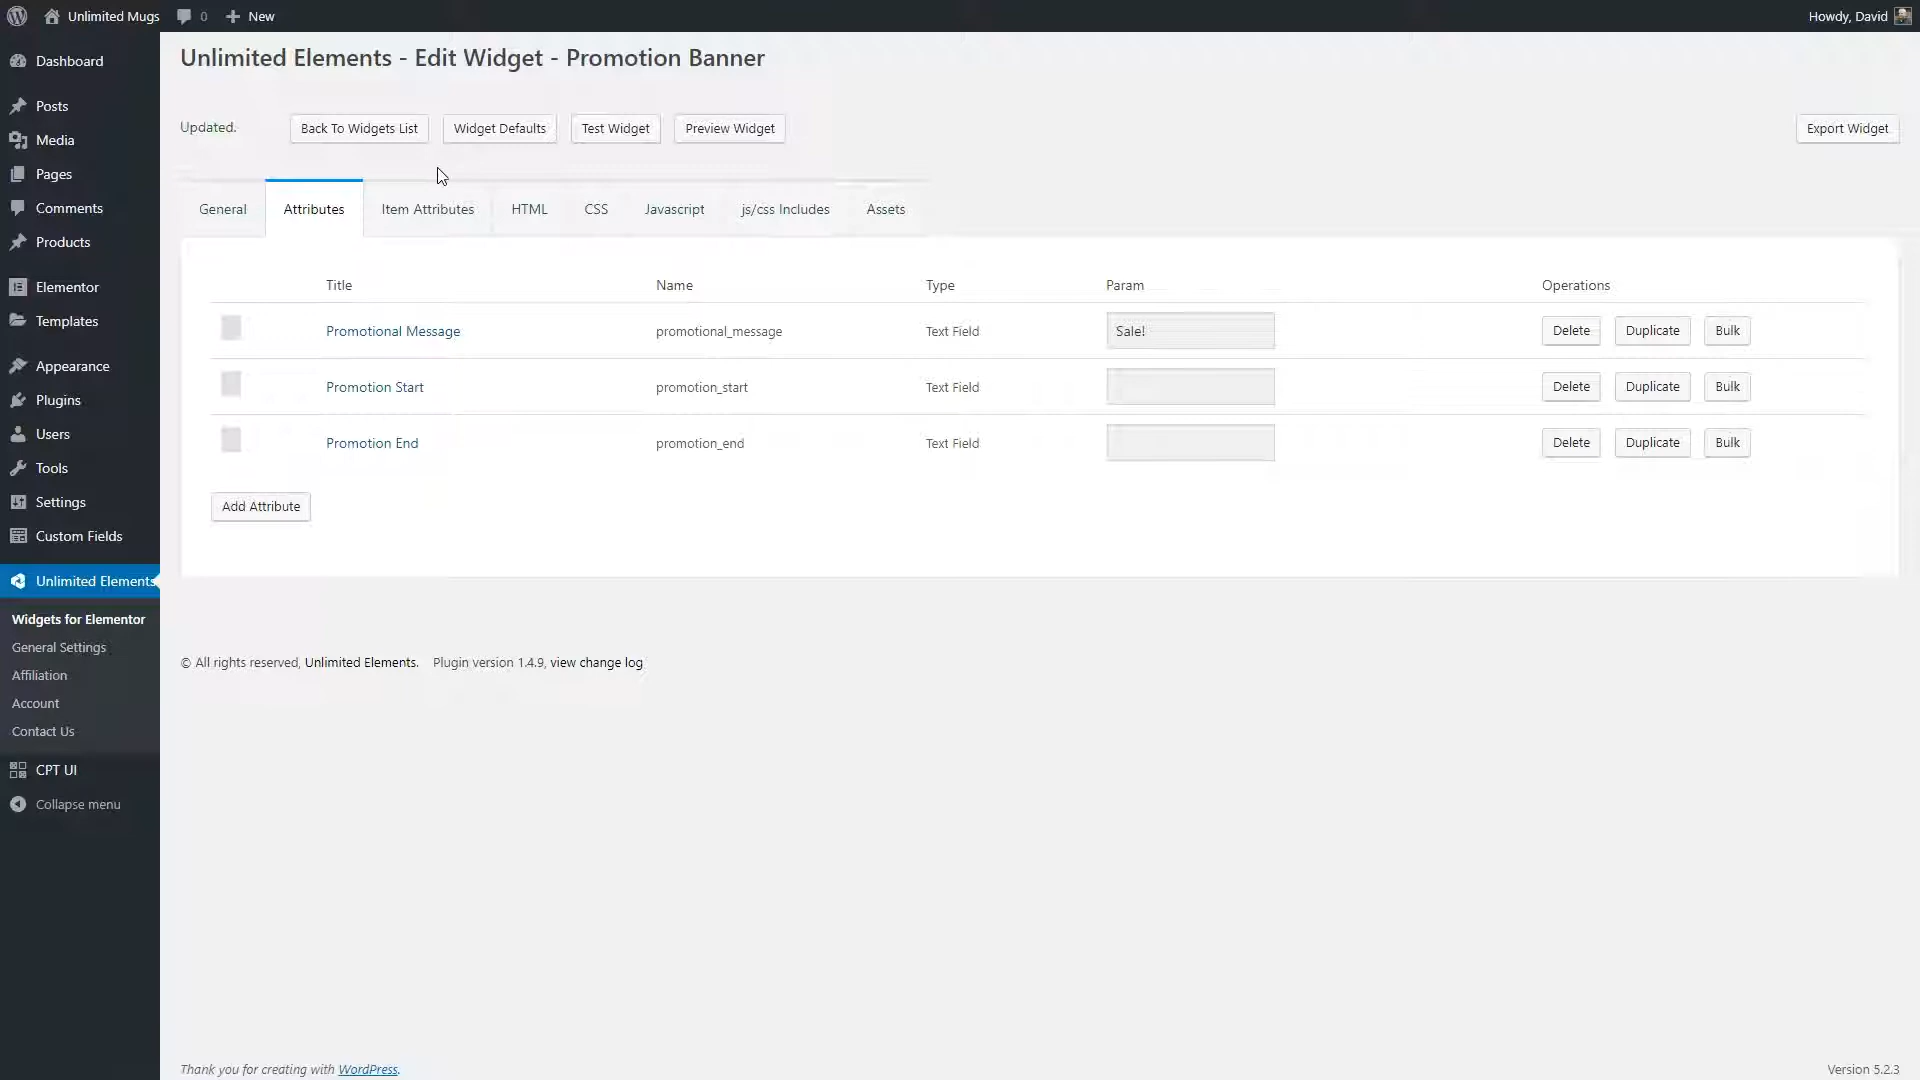 Unlimited Mugs 0 New Howdy, David
Unlimited Elements - Edit Widget - Promotion Banner
Updated. Back To Widgets List Widget Defaults Test Widget Preview Widget Export Widget
General Attributes Item Attributes HTML CSS Javascript js/css Includes Assets
Title Name Type Param Operations
Promotional Message promotional_message Text Field Sale! Delete Duplicate Bulk
Promotion Start promotion_start Text Field Delete Duplicate Bulk
Promotion End promotion_end Text Field Delete Duplicate Bulk
Add Attribute
Dashboard
Posts
Media
Pages
Comments
Products
Elementor
Templates
Appearance
Plugins
Users
Tools
Settings
Custom Fields
Unlimited Elements
Widgets for Elementor
General Settings
Affiliation
Account
Contact Us
CPT UI
Collapse menu
© All rights reserved, Unlimited Elements. Plugin version 1.4.9, view change log
Thank you for creating with WordPress. Version 5.2.3